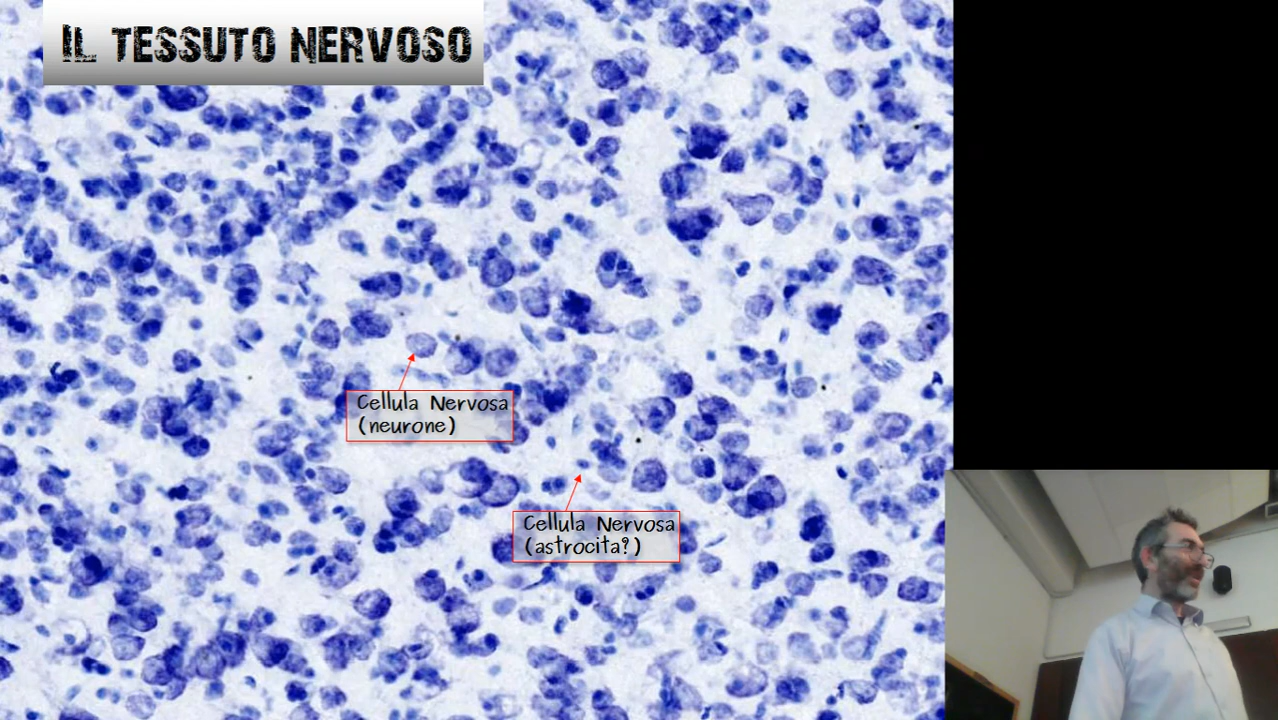 IL TESSUTO NERVOSO
Cellula Nervosa
(neurone)
Cellula Nervosa
(astrocita?)